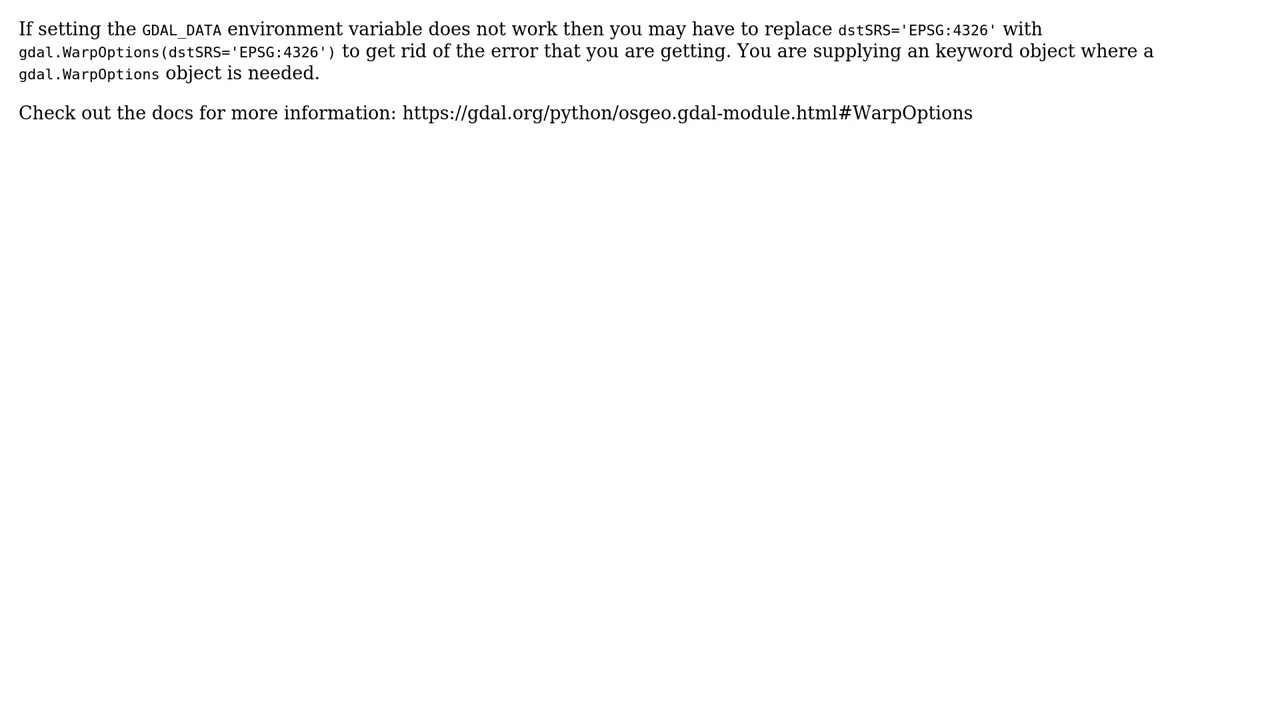 If setting the GDAL_DATA environment variable does not work then you may have to replace dstSRS='EPSG:4326' with
gdal.WarpOptions(dstSRS='EPSG:4326') to get rid of the error that you are getting. You are supplying an keyword object where a
gdal.WarpOptions object is needed.
Check out the docs for more information: https://gdal.org/python/osgeo.gdal-module.html#WarpOptions